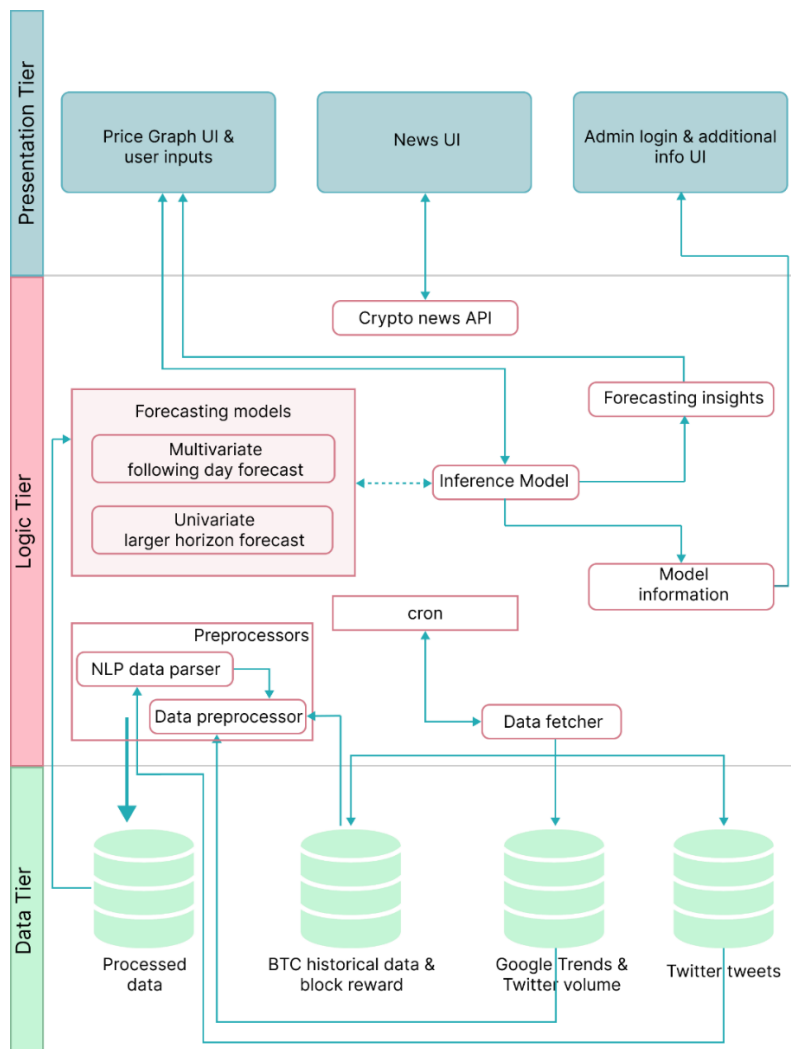 Presentation Tier
Price Graph UI &
user inputs
News UI
Admin login & additional
info UI
Logic Tier
Crypto news API
Forecasting insights
Forecasting models
Multivariate
following day forecast
Inference Model
Univariate
larger horizon forecast
Model
information
cron
Preprocessors
NLP data parser
Data preprocessor
Data fetcher
Data Tier
Processed
data
BTC historical data &
block reward
Google Trends &
Twitter volume
Twitter tweets